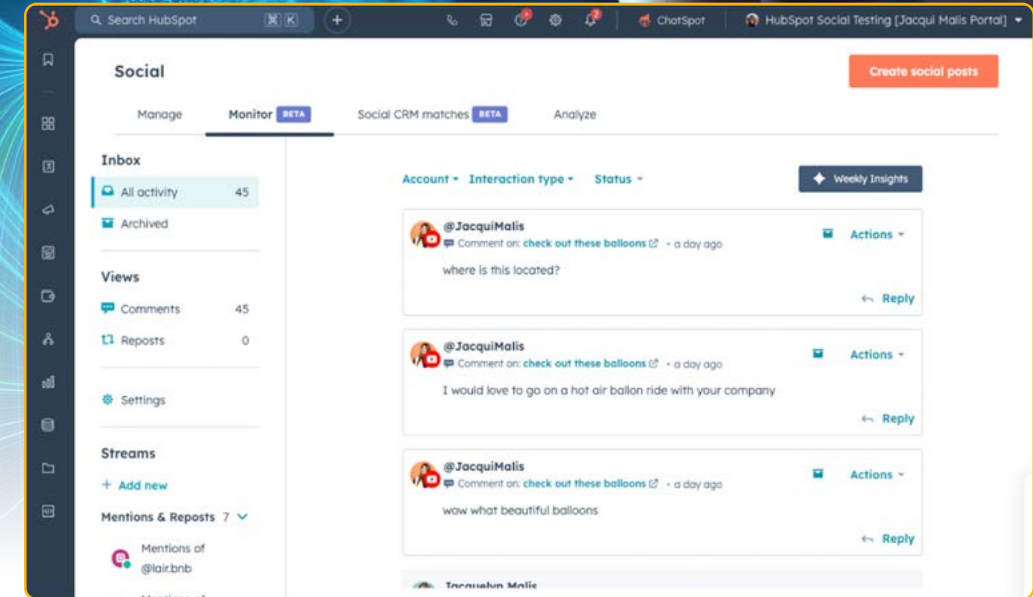 Search HubSpot ⌘ K +
ChatSpot
HubSpot Social Testing [Jacqui Malis Portal]
Social
Create social posts
Manage
Monitor BETA
Social CRM matches BETA
Analyze
Inbox
All activity 45
Archived
Views
Comments 45
Reposts 0
Settings
Streams
+ Add new
Mentions & Reposts 7
Mentions of
@lair.bnb
Mentions of
Account Interaction type Status
Weekly Insights
@JacquiMalis
Comment on: check out these balloons • a day ago
Actions
where is this located?
Reply
@JacquiMalis
Comment on: check out these balloons • a day ago
Actions
I would love to go on a hot air ballon ride with your company
Reply
@JacquiMalis
Comment on: check out these balloons • a day ago
Actions
wow what beautiful balloons
Reply
Jacquelyn Malis